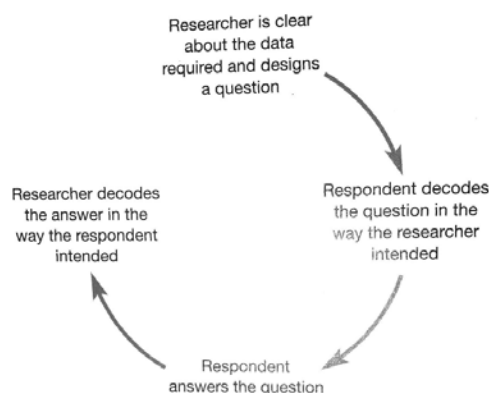 Researcher is clear
about the data
required and designs
a question
Respondent decodes
the question in the
way the researcher
intended
Respondent
answers the question
Researcher decodes
the answer in the
way the respondent
intended